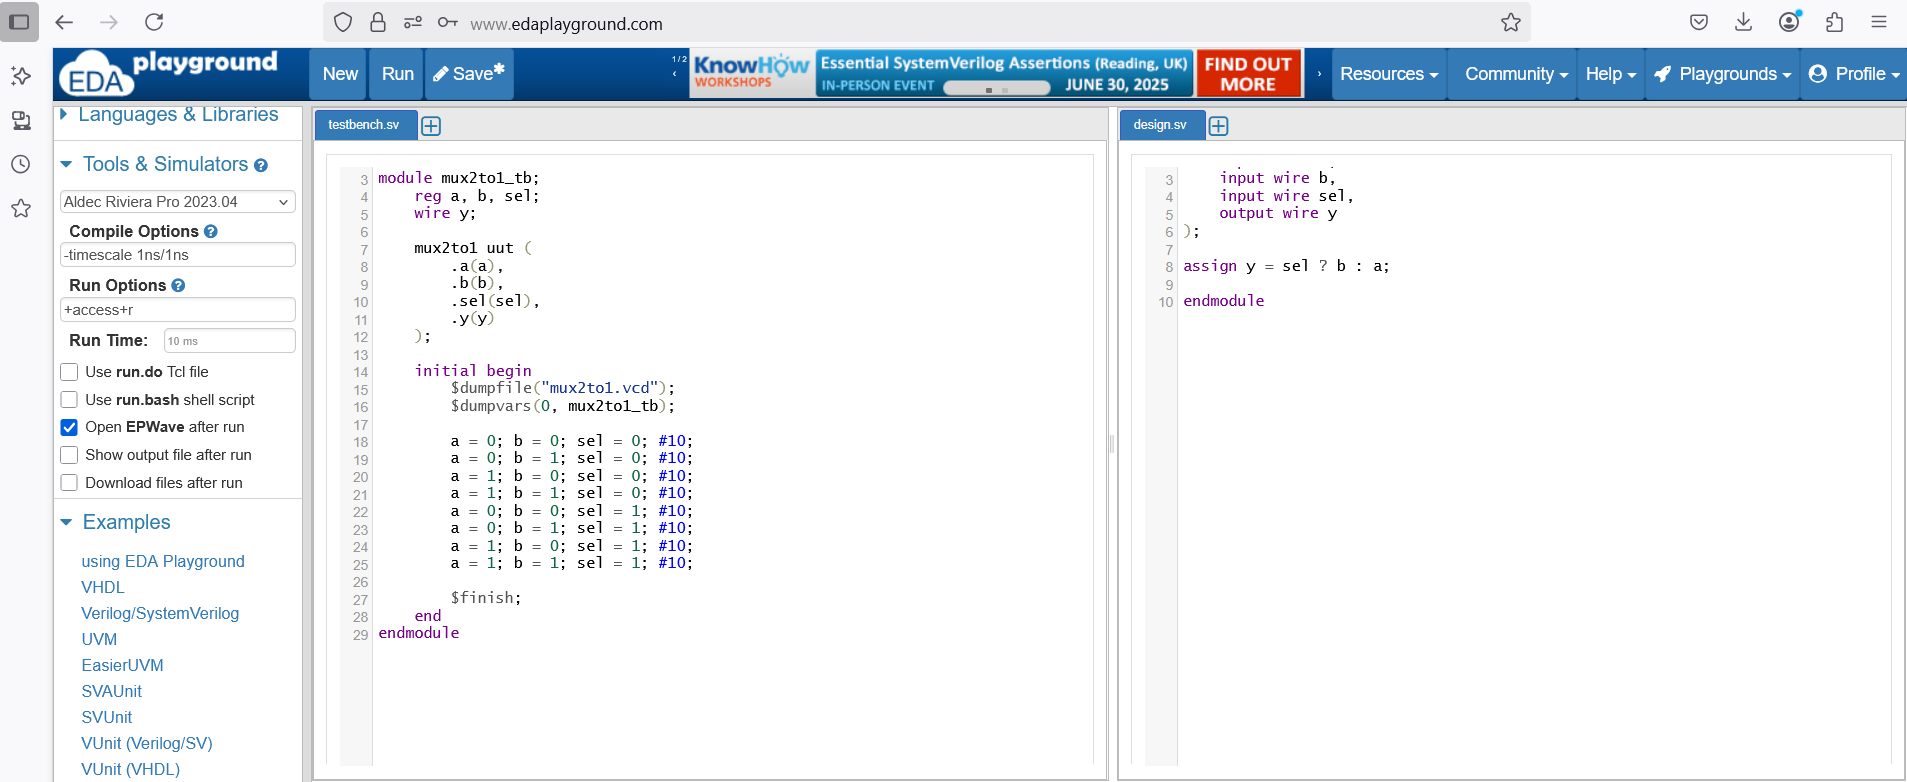 www.edaplayground.com
EDA playground
New
Run
Save*
1/2
KnowHow
WORKSHOPS
Essential SystemVerilog Assertions (Reading, UK)
IN-PERSON EVENT
JUNE 30, 2025
FIND OUT
MORE
Resources
Community
Help
Playgrounds
Profile
Languages & Libraries
Tools & Simulators
Aldec Riviera Pro 2023.04
Compile Options
-timescale 1ns/1ns
Run Options
+access+r
Run Time:
10 ms
Use run.do Tcl file
Use run.bash shell script
Open EPWave after run
Show output file after run
Download files after run
Examples
using EDA Playground
VHDL
Verilog/SystemVerilog
UVM
EasierUVM
SVAUnit
SVUnit
VUnit (Verilog/SV)
VUnit (VHDL)
testbench.sv
3 module mux2to1_tb;
4     reg a, b, sel;
5     wire y;
6
7     mux2to1 uut (
8         .a(a),
9         .b(b),
10         .sel(sel),
11         .y(y)
12     );
13
14     initial begin
15         $dumpfile("mux2to1.vcd");
16         $dumpvars(0, mux2to1_tb);
17
18         a = 0; b = 0; sel = 0; #10;
19         a = 0; b = 1; sel = 0; #10;
20         a = 1; b = 0; sel = 0; #10;
21         a = 1; b = 1; sel = 0; #10;
22         a = 0; b = 0; sel = 1; #10;
23         a = 0; b = 1; sel = 1; #10;
24         a = 1; b = 0; sel = 1; #10;
25         a = 1; b = 1; sel = 1; #10;
26
27         $finish;
28     end
29 endmodule
design.sv
3     input wire b,
4     input wire sel,
5     output wire y
6 );
7
8 assign y = sel ? b : a;
9
10 endmodule